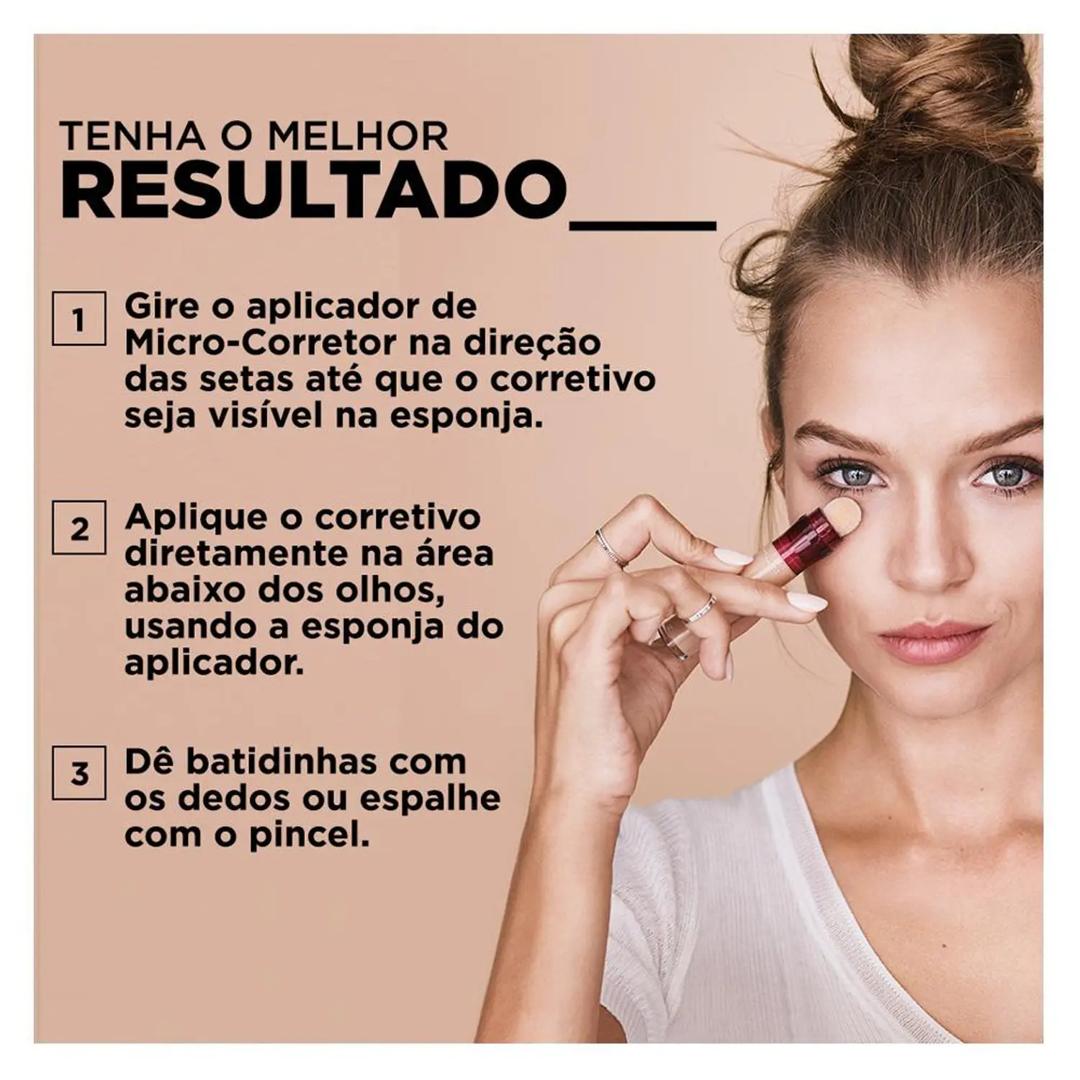 TENHA O MELHOR
RESULTADO
1
Gire o aplicador de
Micro-Corretor na direção
das setas até que o corretivo
seja visível na esponja.
2
Aplique o corretivo
diretamente na área
abaixo dos olhos,
usando a esponja do
aplicador.
3
Dê batidinhas com
os dedos ou espalhe
com o pincel.